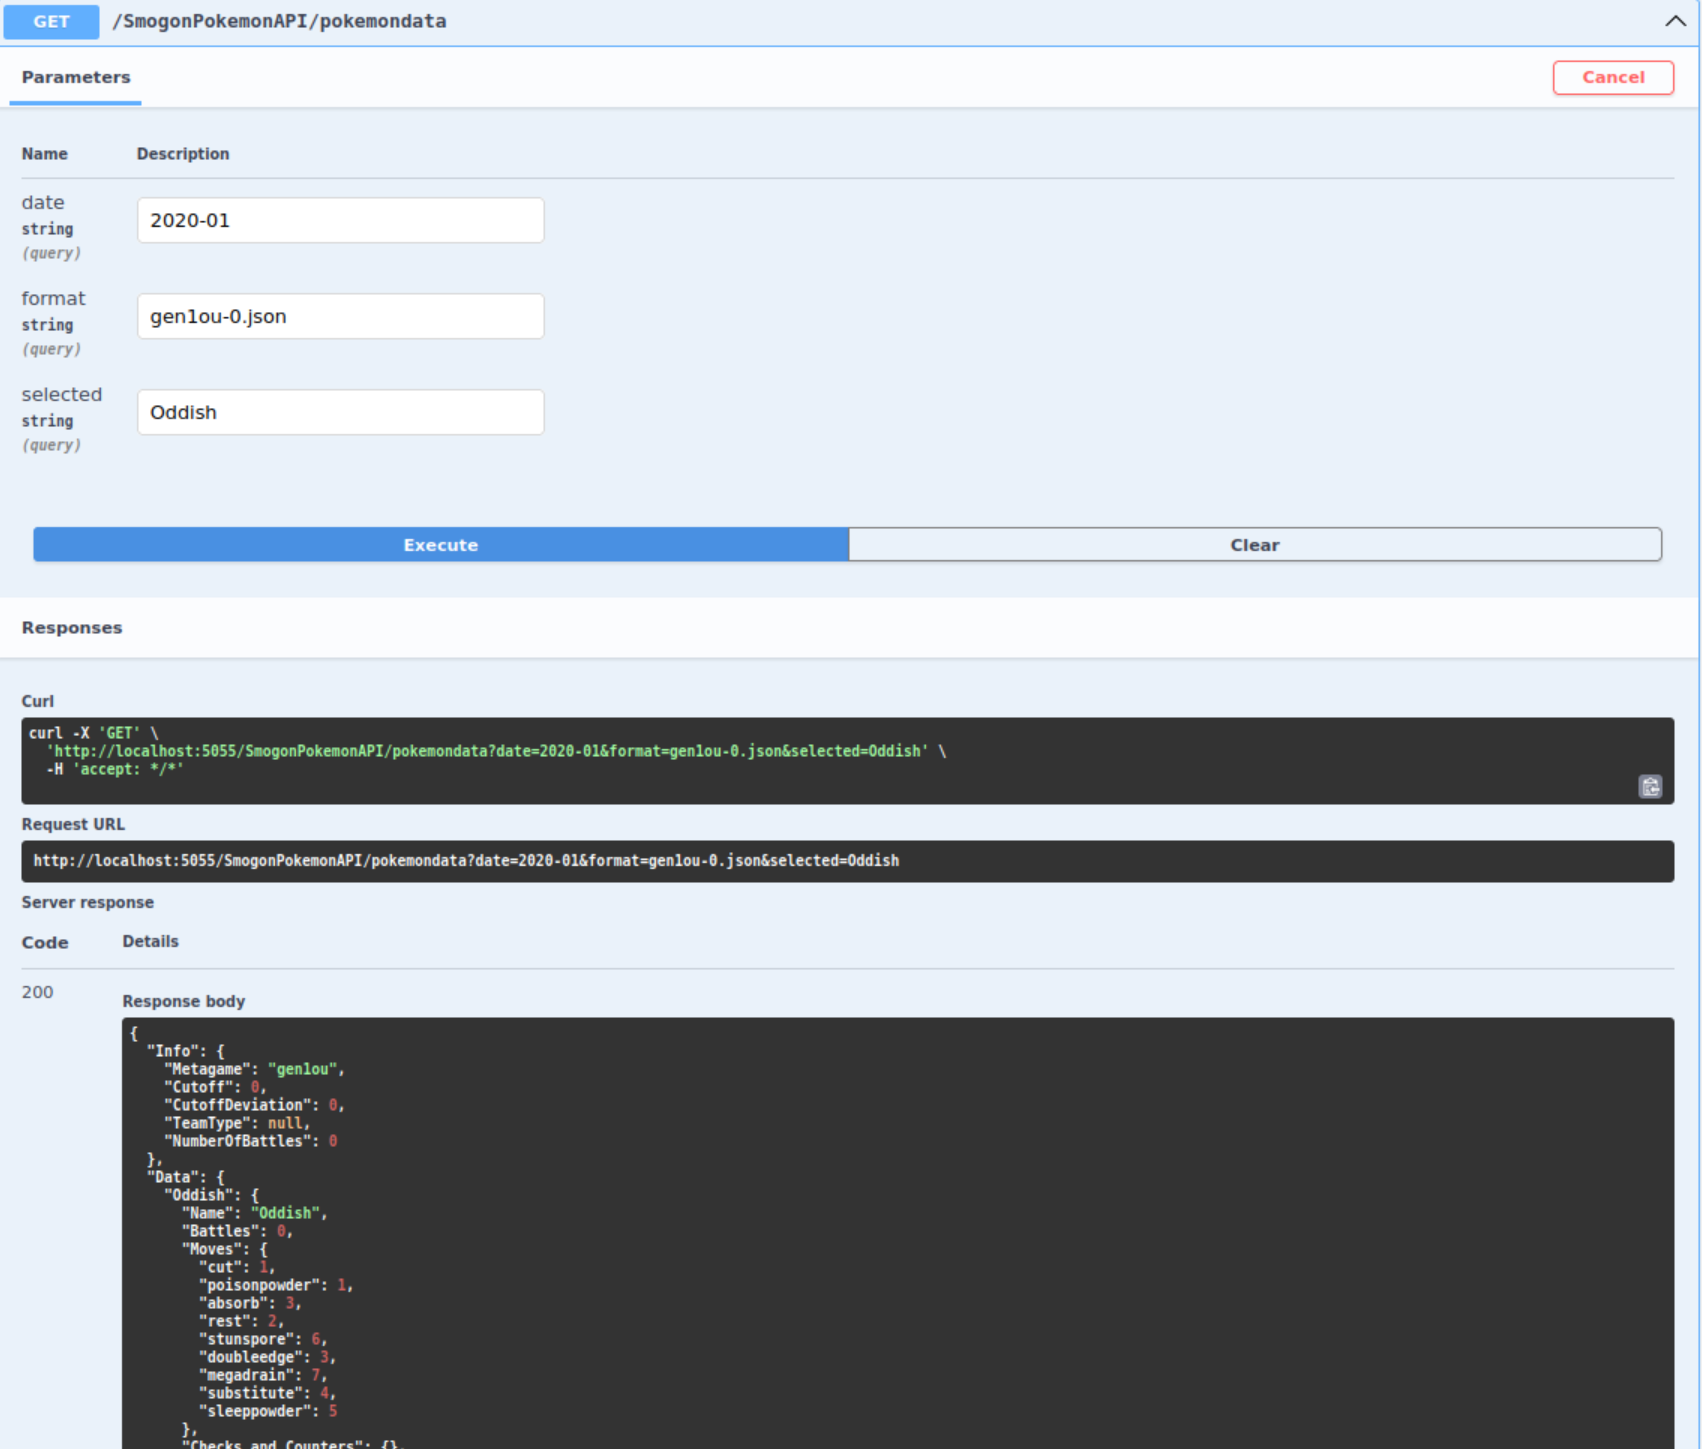 GET /SmogonPokemonAPI/pokemondata
Parameters
Cancel
Name Description
date
string
(query)
2020-01
format
string
(query)
gen1ou-0.json
selected
string
(query)
Oddish
Execute Clear
Responses
Curl
curl -X 'GET' \
'http://localhost:5055/SmogonPokemonAPI/pokemondata?date=2020-01&format=gen1ou-0.json&selected=Oddish' \
-H 'accept: */*'
Request URL
http://localhost:5055/SmogonPokemonAPI/pokemondata?date=2020-01&format=gen1ou-0.json&selected=Oddish
Server response
Code Details
200
Response body
{
"Info": {
"Metagame": "gen1ou",
"Cutoff": 0,
"CutoffDeviation": 0,
"TeamType": null,
"NumberOfBattles": 0
},
"Data": {
"Oddish": {
"Name": "Oddish",
"Battles": 0,
"Moves": {
"cut": 1,
"poisonpowder": 1,
"absorb": 3,
"rest": 2,
"stunspore": 6,
"doubleedge": 3,
"megadrain": 7,
"substitute": 4,
"sleeppowder": 5
},
"Checks and Counters": {},